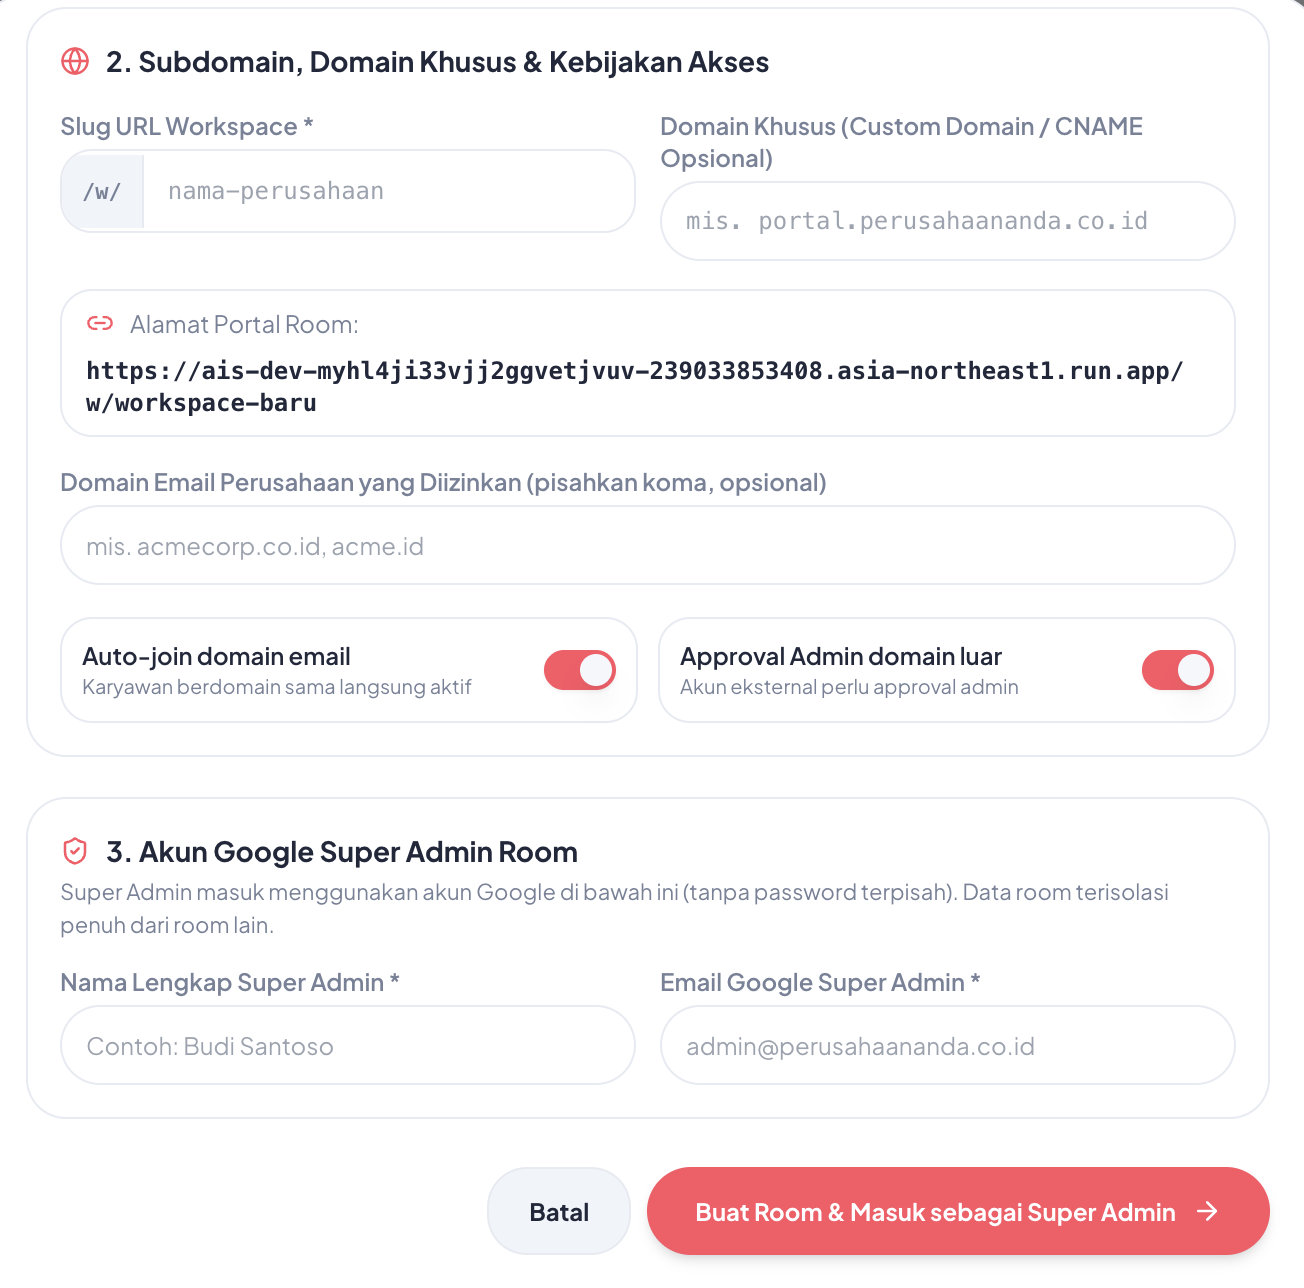 2. Subdomain, Domain Khusus & Kebijakan Akses
Slug URL Workspace *
/w/
nama-perusahaan
Domain Khusus (Custom Domain / CNAME
Opsional)
mis. portal.perusahaananda.co.id
Alamat Portal Room:
https://ais-dev-myhl4ji33vjj2ggvetjvuv-239033853408.asia-northeast1.run.app/
w/workspace-baru
Domain Email Perusahaan yang Diizinkan (pisahkan koma, opsional)
mis. acmecorp.co.id, acme.id
Auto-join domain email
Karyawan berdomain sama langsung aktif
Approval Admin domain luar
Akun eksternal perlu approval admin
3. Akun Google Super Admin Room
Super Admin masuk menggunakan akun Google di bawah ini (tanpa password terpisah). Data room terisolasi
penuh dari room lain.
Nama Lengkap Super Admin *
Contoh: Budi Santoso
Email Google Super Admin *
admin@perusahaananda.co.id
Batal
Buat Room & Masuk sebagai Super Admin →